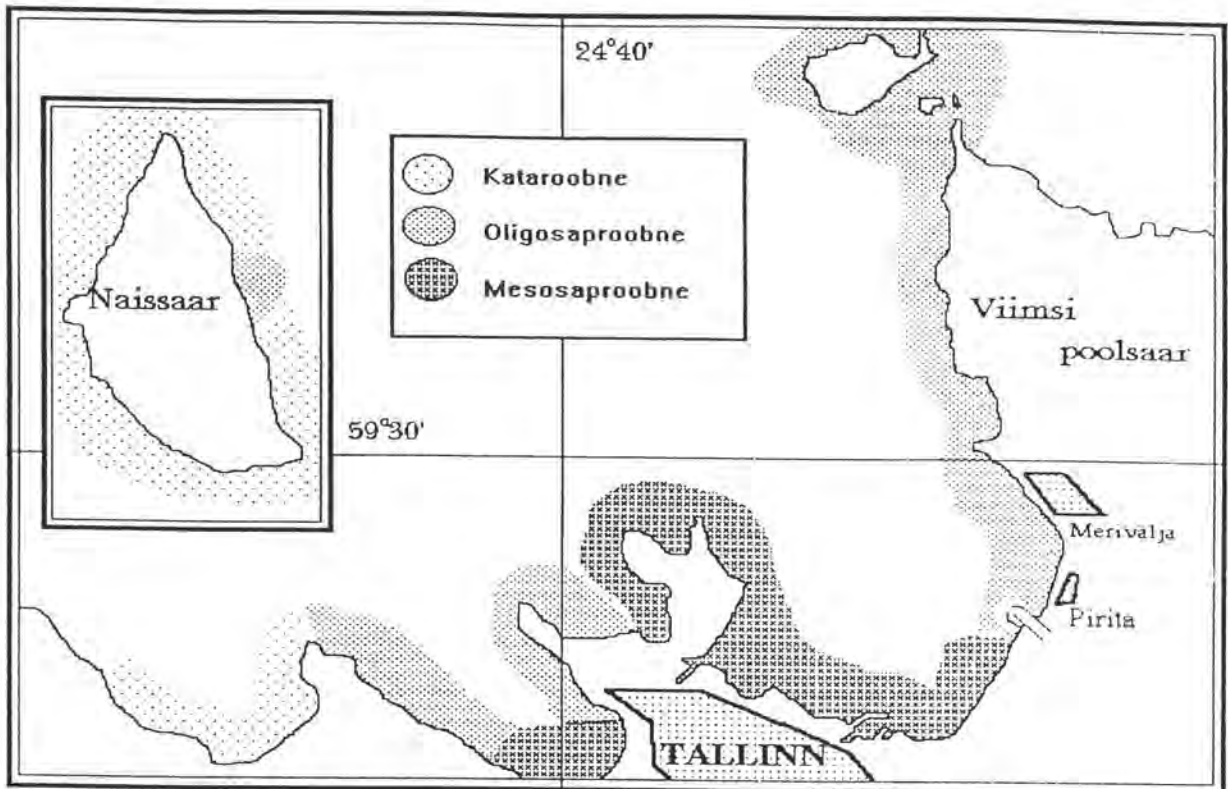 24°40'
Kataroobne
Oligosaproobne
Mesosaproobne
Naissaar
Viimsi
poolsaar
59°30'
Merivälja
Pirita
TALLINN